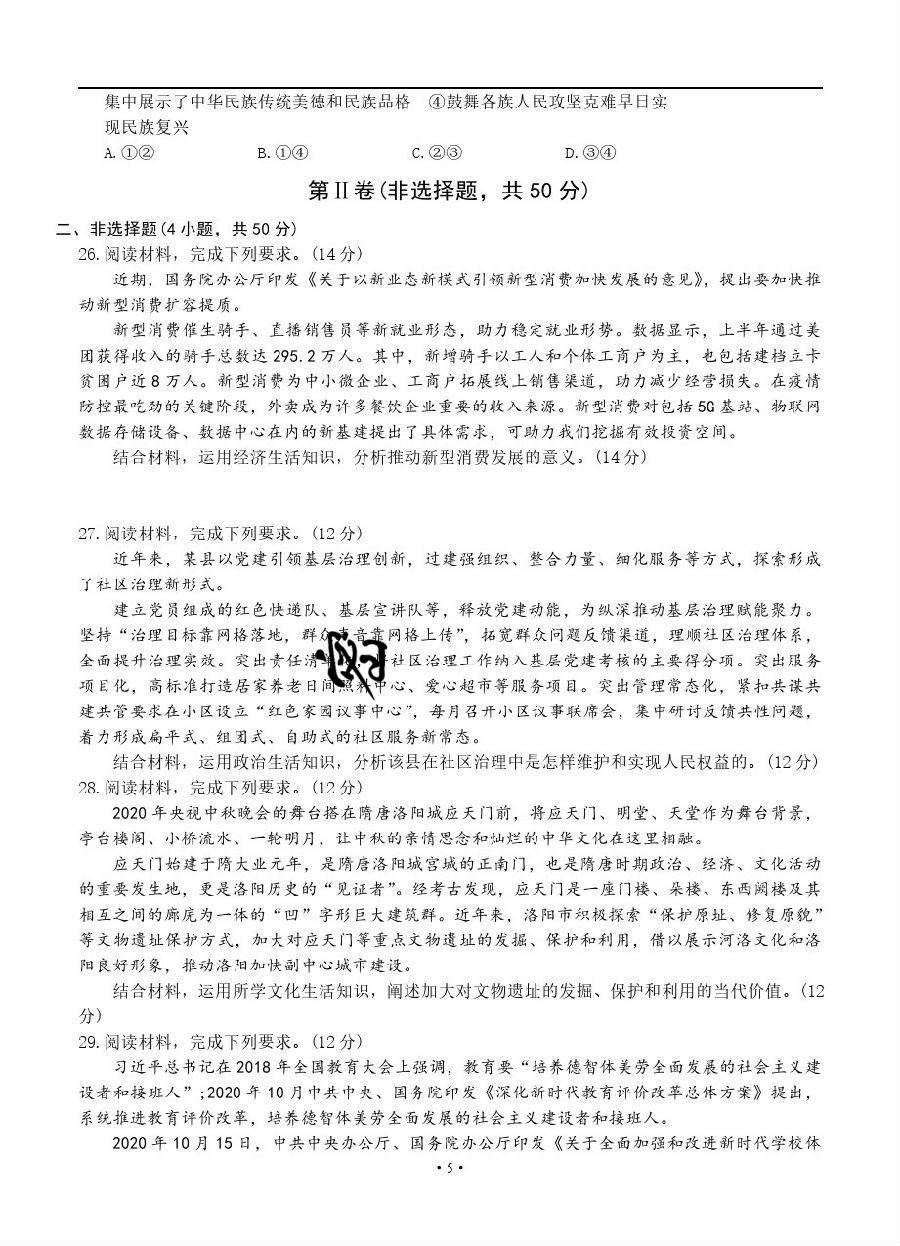 集中展示了中华民族传统美德和民族品格 ④鼓舞各族人民攻坚克难早日实
现民族复兴
A.①② B.①④ C.②③ D.③④
第Ⅱ卷(非选择题，共50分)
二、非选择题(4小题，共50分)
26.阅读材料，完成下列要求。(14分)
近期，国务院办公厅印发《关于以新业态新模式引领新型消费加快发展的意见》，提出要加快推
动新型消费扩容提质。
新型消费催生骑手、直播销售员等新就业形态，助力稳定就业形势。数据显示，上半年通过美
团获得收入的骑手总数达295.2万人。其中，新增骑手以工人和个体工商户为主，也包括建档立卡
贫困户近8万人。新型消费为中小微企业、工商户拓展线上销售渠道，助力减少经营损失。在疫情
防控最吃劲的关键阶段，外卖成为许多餐饮企业重要的收入来源。新型消费对包括5G基站、物联网
数据存储设备、数据中心在内的新基建提出了具体需求，可助力我们挖掘有效投资空间。
结合材料，运用经济生活知识，分析推动新型消费发展的意义。(14分)
27.阅读材料，完成下列要求。(12分)
近年来，某县以党建引领基层治理创新，过建强组织、整合力量、细化服务等方式，探索形成
了社区治理新形式。
建立党员组成的红色快递队、基层宣讲队等，释放党建动能，为纵深推动基层治理赋能聚力。
坚持“治理目标靠网格落地，群众声音靠网格上传”，拓宽群众问题反馈渠道，理顺社区治理体系，
全面提升治理实效。突出责任清 社区治理工作纳入基层党建考核的主要得分项。突出服务
项目化，高标准打造居家养老日间照料中心、爱心超市等服务项目。突出管理常态化，紧扣共谋共
建共管要求在小区设立“红色家园议事中心”，每月召开小区议事联席会，集中研讨反馈共性问题，
着力形成扁平式、组团式、自助式的社区服务新常态。
结合材料，运用政治生活知识，分析该县在社区治理中是怎样维护和实现人民权益的。(12分)
28.阅读材料，完成下列要求。(12分)
2020年央视中秋晚会的舞台搭在隋唐洛阳城应天门前，将应天门、明堂、天堂作为舞台背景，
亭台楼阁、小桥流水、一轮明月，让中秋的亲情思念和灿烂的中华文化在这里相融。
应天门始建于隋大业元年，是隋唐洛阳城宫城的正南门，也是隋唐时期政治、经济、文化活动
的重要发生地，更是洛阳历史的“见证者”。经考古发现，应天门是一座门楼、朵楼、东西阙楼及其
相互之间的廊庑为一体的“凹”字形巨大建筑群。近年来，洛阳市积极探索“保护原址、修复原貌”
等文物遗址保护方式，加大对应天门等重点文物遗址的发掘、保护和利用，借以展示河洛文化和洛
阳良好形象，推动洛阳加快副中心城市建设。
结合材料，运用所学文化生活知识，阐述加大对文物遗址的发掘、保护和利用的当代价值。(12
分)
29.阅读材料，完成下列要求。(12分)
习近平总书记在2018年全国教育大会上强调，教育要“培养德智体美劳全面发展的社会主义建
设者和接班人”;2020年10月中共中央、国务院印发《深化新时代教育评价改革总体方案》提出，
系统推进教育评价改革，培养德智体美劳全面发展的社会主义建设者和接班人。
2020年10月15日，中共中央办公厅、国务院办公厅印发《关于全面加强和改进新时代学校体
·5·